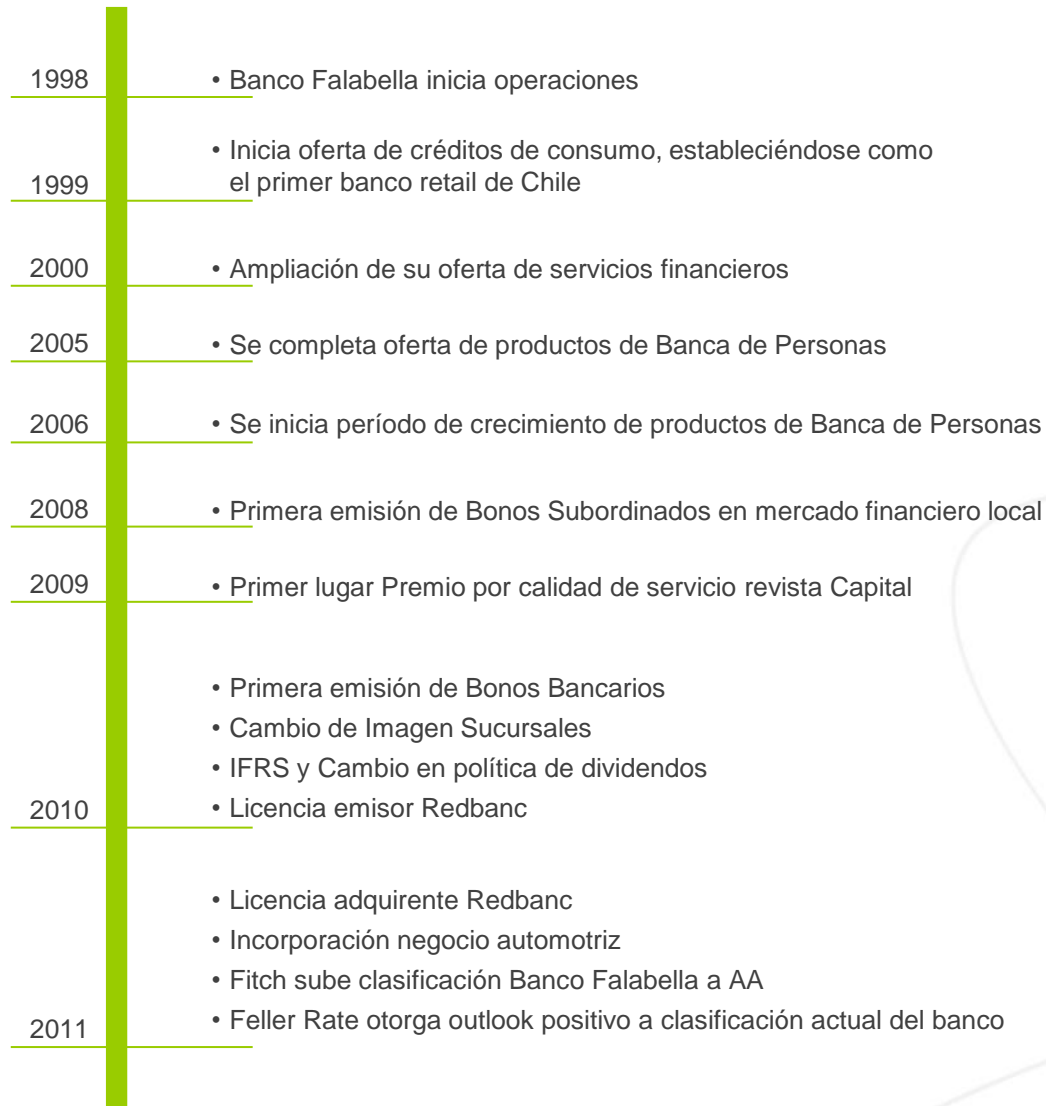 1998
• Banco Falabella inicia operaciones
• Inicia oferta de créditos de consumo, estableciéndose como
el primer banco retail de Chile
1999
2000
• Ampliación de su oferta de servicios financieros
2005
• Se completa oferta de productos de Banca de Personas
2006
• Se inicia período de crecimiento de productos de Banca de Personas
2008
• Primera emisión de Bonos Subordinados en mercado financiero local
2009
• Primer lugar Premio por calidad de servicio revista Capital
• Primera emisión de Bonos Bancarios
• Cambio de Imagen Sucursales
• IFRS y Cambio en política de dividendos
2010
• Licencia emisor Redbanc
• Licencia adquirente Redbanc
• Incorporación negocio automotriz
• Fitch sube clasificación Banco Falabella a AA
2011
• Feller Rate otorga outlook positivo a clasificación actual del banco